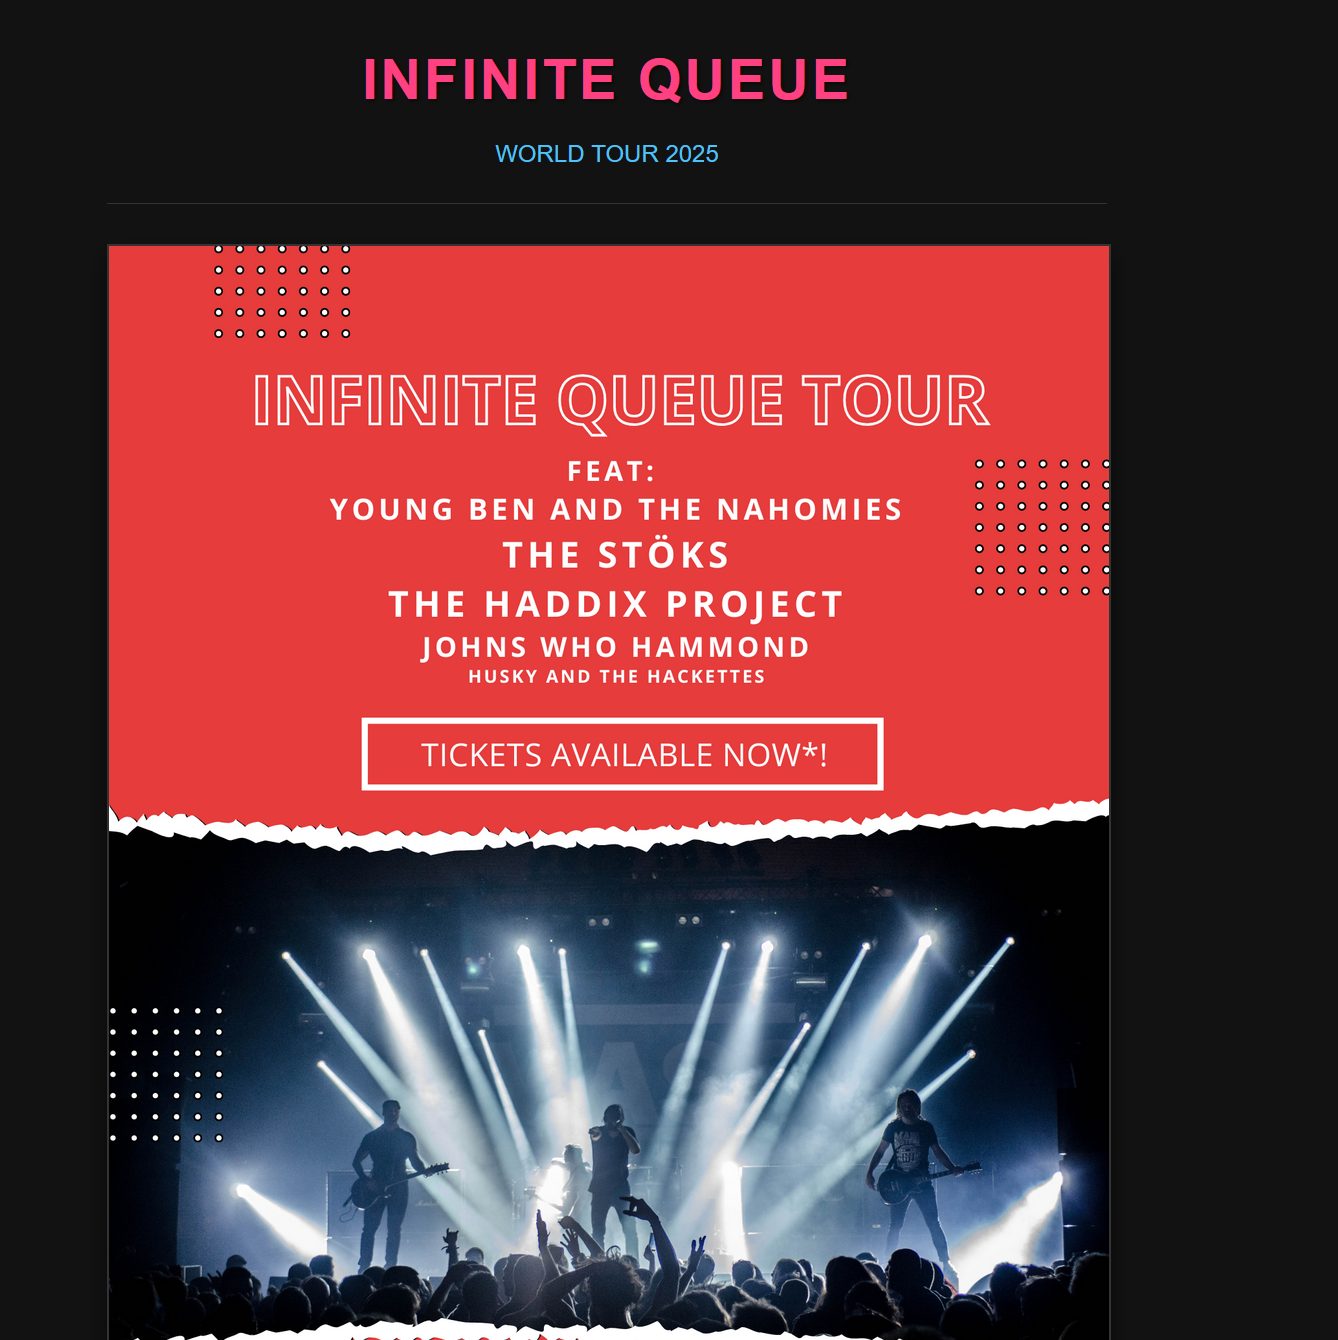 INFINITE QUEUE
WORLD TOUR 2025
INFINITE QUEUE TOUR
FEAT:
YOUNG BEN AND THE NAHOMIES
THE STÖKS
THE HADDIX PROJECT
JOHNS WHO HAMMOND
HUSKY AND THE HACKETTES
TICKETS AVAILABLE NOW*!